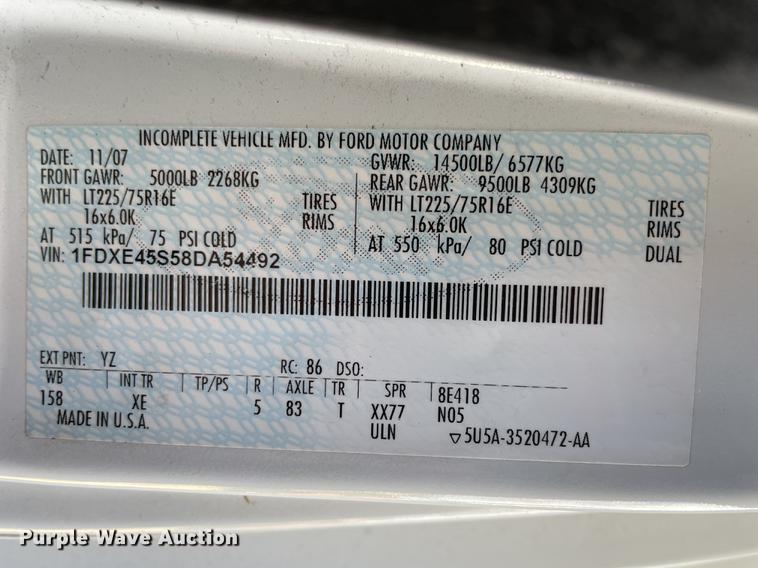 INCOMPLETE VEHICLE MFD. BY FORD MOTOR COMPANY
DATE: 11/07 GVWR: 14500LB/ 6577KG
FRONT GAWR: 5000LB 2268KG REAR GAWR: 9500LB 4309KG
WITH LT225/75R16E TIRES WITH LT225/75R16E TIRES
16x6.0K RIMS 16x6.0K RIMS
AT 515 kPa/ 75 PSI COLD AT 550 kPa/ 80 PSI COLD DUAL
VIN: 1FDXE45S58DA54492
EXT PNT: YZ RC: 86 DSO:
WB INT TR TP/PS R AXLE TR SPR 8E418
158 XE 5 83 T XX77 N05
MADE IN U.S.A. ULN ▽5U5A-3520472-AA
Purple Wave Auction